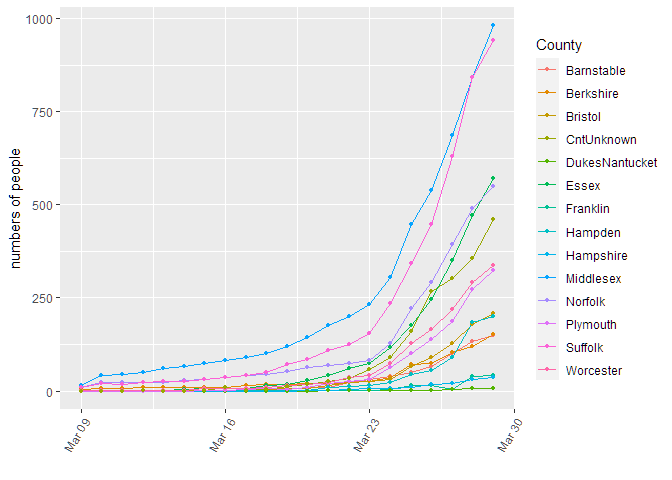 1000
750
500
250
0
numbers of people
Mar 09
Mar 16
Mar 23
Mar 30
County
Barnstable
Berkshire
Bristol
CntUnknown
DukesNantucket
Essex
Franklin
Hampden
Hampshire
Middlesex
Norfolk
Plymouth
Suffolk
Worcester